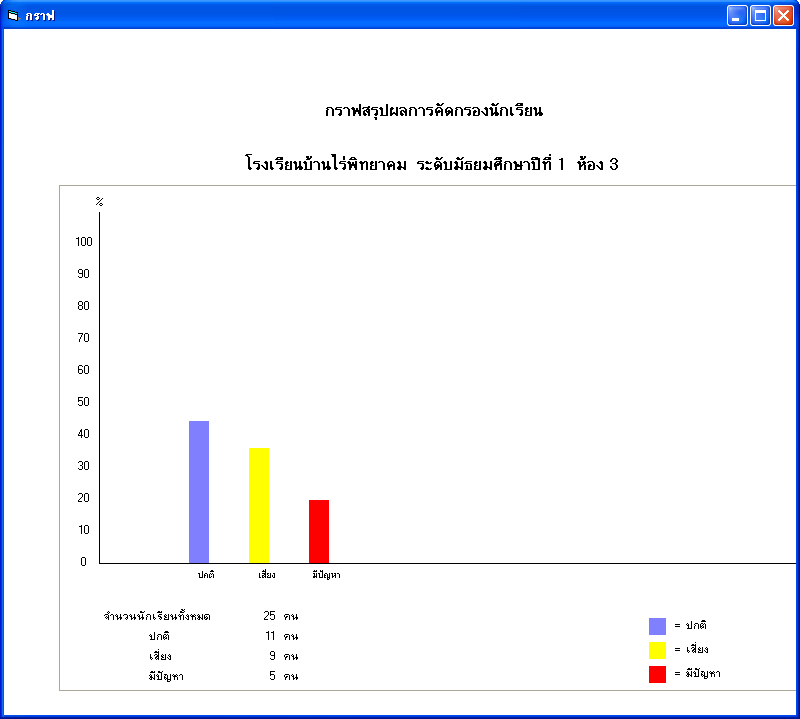 กราฟ
กราฟสรุปผลการคัดกรองนักเรียน
โรงเรียนบ้านไร่พิทยาคม ระดับมัธยมศึกษาปีที่ 1 ห้อง 3
%
100
90
80
70
60
50
40
30
20
10
0
ปกติ เสี่ยง มีปัญหา
จำนวนนักเรียนทั้งหมด 25 คน
ปกติ 11 คน
เสี่ยง 9 คน
มีปัญหา 5 คน
= ปกติ
= เสี่ยง
= มีปัญหา